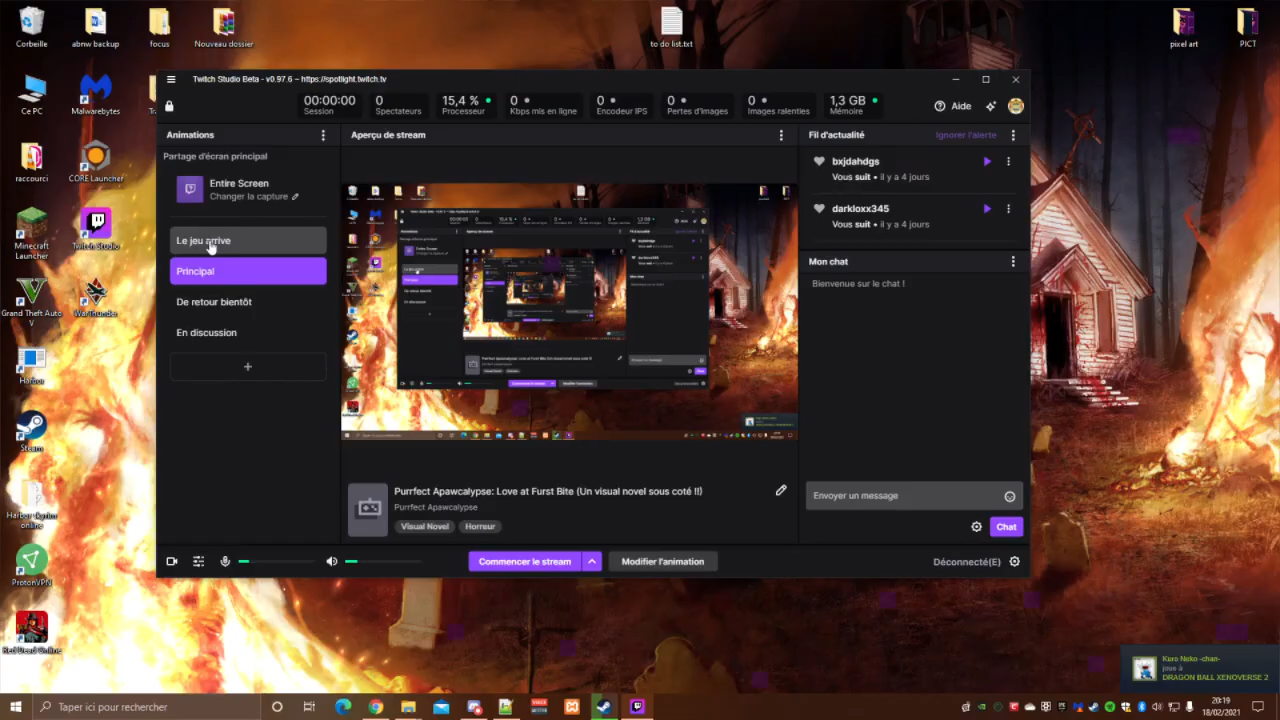 Corbeille
abnw backup
focus
Nouveau dossier
to do list.txt
pixel art
PICT
Ce PC
Malwarebytes
raccourci
CORE Launcher
Minecraft
Launcher
Twitch Studio
Grand Theft Auto
V
WarThunder
Harbor
Steam
Harbor Skyrim
online
ProtonVPN
Red Dead Online
Twitch Studio Beta - v0.97.6 ~ https://spotlight.twitch.tv
00:00:00
Session
0
Spectateurs
15,4 %
Processeur
0
Kbps mis en ligne
0
Encodeur IPS
0
Pertes d'images
0
Images ralenties
1,3 GB
Mémoire
Aide
Animations
Partage d'écran principal
Entire Screen
Changer la capture
Le jeu arrive
Principal
De retour bientôt
En discussion
+
Aperçu de stream
Purrfect Apawcalypse: Love at Furst Bite (Un visual novel sous coté !!)
Purrfect Apawcalypse
Visual Novel
Horreur
Fil d'actualité
Ignorer l'alerte
bxjdahdgs
Vous suit • il y a 4 jours
darkloxx345
Vous suit • il y a 4 jours
Mon chat
Bienvenue sur le chat !
Envoyer un message
Chat
Commencer le stream
Modifier l'animation
Déconnecté(E)
Kuro Neko -chan-
joue à
DRAGON BALL XENOVERSE 2
Taper ici pour rechercher
20:19
18/02/2021